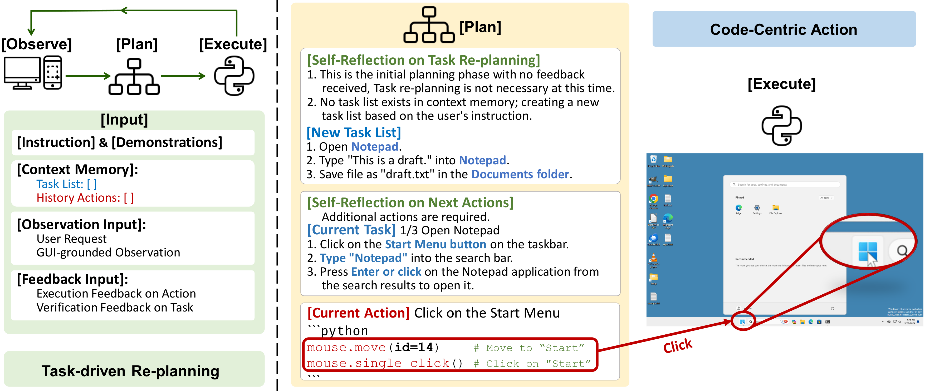 [Observe]
[Plan]
[Execute]
[Input]
[Instruction] & [Demonstrations]
[Context Memory]:
Task List: [ ]
History Actions: [ ]
[Observation Input]:
User Request
GUI-grounded Observation
[Feedback Input]:
Execution Feedback on Action
Verification Feedback on Task
Task-driven Re-planning
[Plan]
[Self-Reflection on Task Re-planning]
1. This is the initial planning phase with no feedback
received, Task re-planning is not necessary at this time.
2. No task list exists in context memory; creating a new
task list based on the user's instruction.
[New Task List]
1. Open Notepad.
2. Type "This is a draft." into Notepad.
3. Save file as "draft.txt" in the Documents folder.
[Self-Reflection on Next Actions]
Additional actions are required.
[Current Task] 1/3 Open Notepad
1. Click on the Start Menu button on the taskbar.
2. Type "Notepad" into the search bar.
3. Press Enter or click on the Notepad application from
the search results to open it.
[Current Action] Click on the Start Menu
```python
mouse.move(id=14) # Move to "Start"
mouse.single_click() # Click on "Start"
```
Code-Centric Action
[Execute]
Click